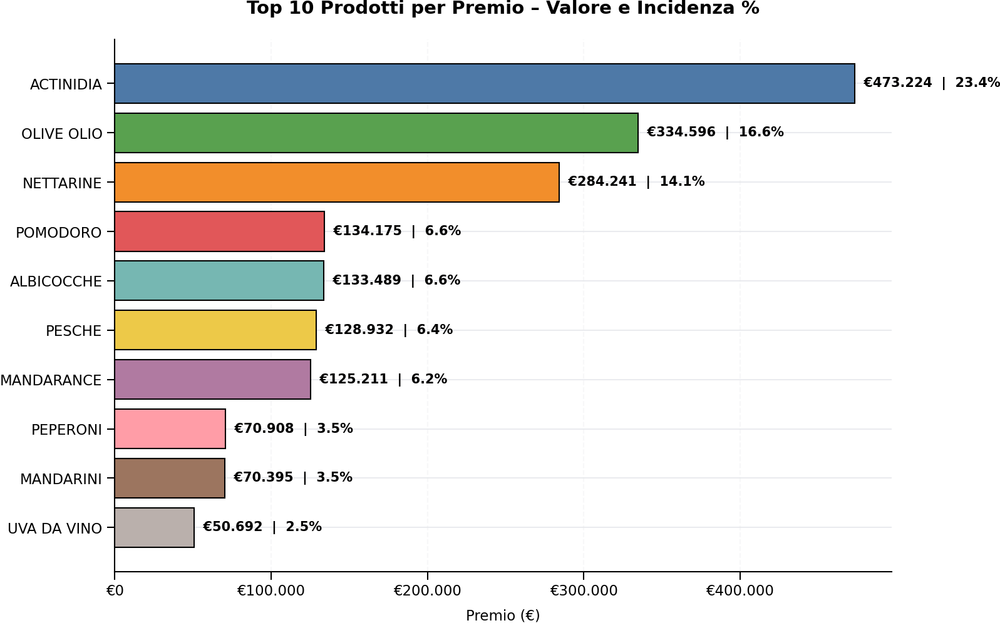 Top 10 Prodotti per Premio – Valore e Incidenza %
ACTINIDIA €473.224 | 23.4%
OLIVE OLIO €334.596 | 16.6%
NETTARINE €284.241 | 14.1%
POMODORO €134.175 | 6.6%
ALBICOCCHE €133.489 | 6.6%
PESCHE €128.932 | 6.4%
MANDARANCE €125.211 | 6.2%
PEPERONI €70.908 | 3.5%
MANDARINI €70.395 | 3.5%
UVA DA VINO €50.692 | 2.5%
€0 €100.000 €200.000 €300.000 €400.000
Premio (€)